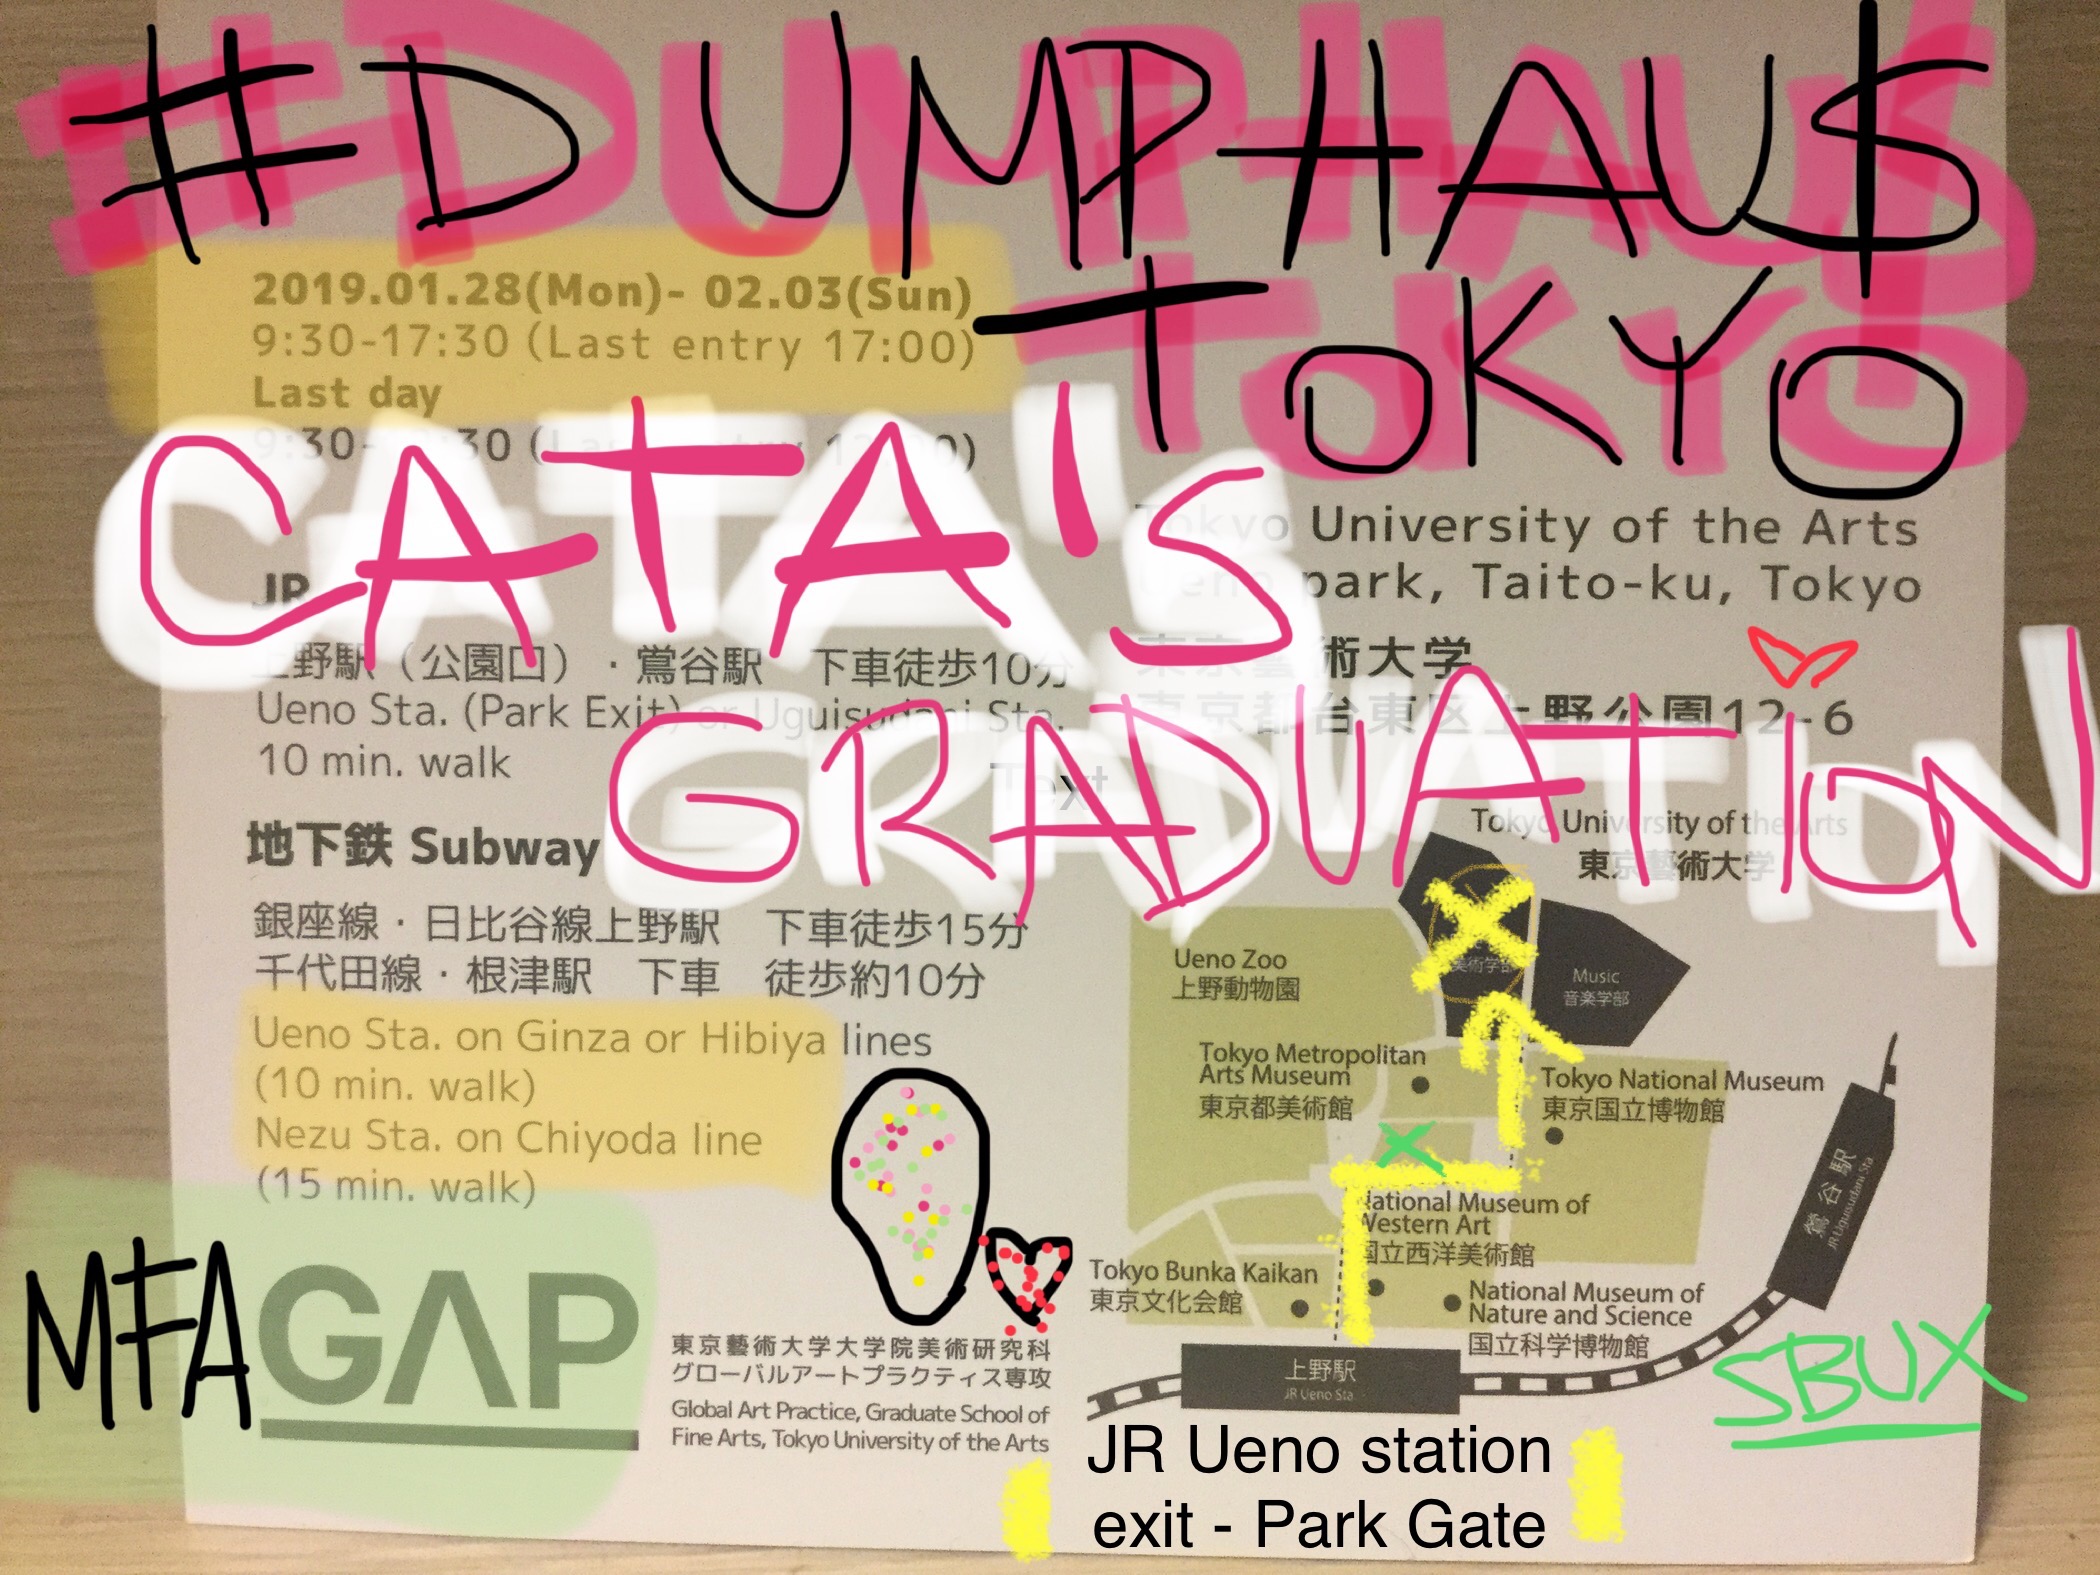 #DUMPHAU$
TOKYO
2019.01.28(Mon)- 02.03(Sun)
9:30-17:30 (Last entry 17:00)
Last day
9:30- :30 (Last entry
CATA'S
GRADUATION
Tokyo University of the Arts
Ueno park, Taito-ku, Tokyo
東京藝術大学
東京都台東区上野公園12-6
JR
上野駅（公園口）・鶯谷駅 下車徒歩10分
Ueno Sta. (Park Exit) or Uguisudani Sta.
10 min. walk
Text
地下鉄 Subway
銀座線・日比谷線上野駅 下車徒歩15分
千代田線・根津駅 下車 徒歩約10分
Ueno Sta. on Ginza or Hibiya lines
(10 min. walk)
Nezu Sta. on Chiyoda line
(15 min. walk)
MFA GAP
東京藝術大学大学院美術研究科
グローバルアートプラクティス専攻
Global Art Practice, Graduate School of
Fine Arts, Tokyo University of the Arts
Tokyo University of the Arts
東京藝術大学
美術学部
Music
音楽学部
Ueno Zoo
上野動物園
Tokyo Metropolitan
Arts Museum
東京都美術館
Tokyo National Museum
東京国立博物館
National Museum of
Western Art
国立西洋美術館
Tokyo Bunka Kaikan
東京文化会館
National Museum of
Nature and Science
国立科学博物館
上野駅
JR Ueno Sta
鶯谷駅
JR Uguisudani Sta
SBUX
JR Ueno station
exit - Park Gate